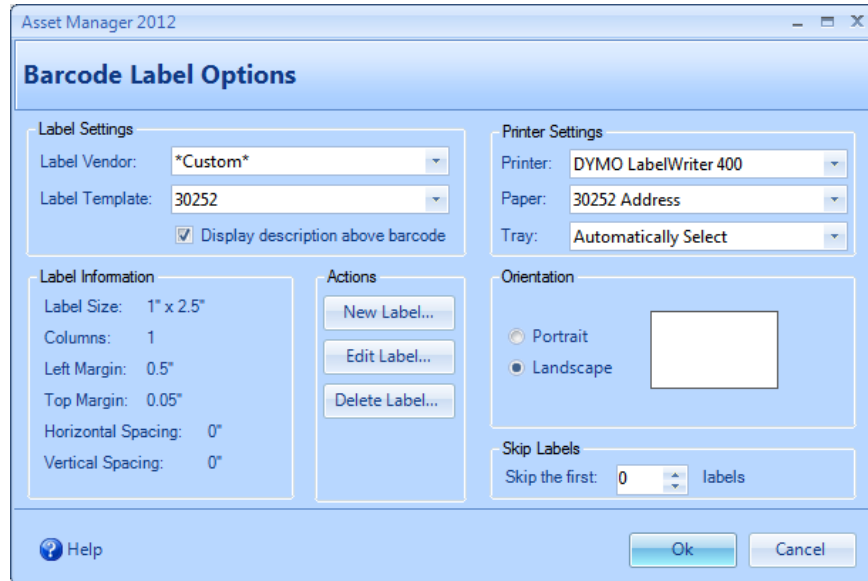 Asset Manager 2012
Barcode Label Options
Label Settings
Label Vendor: *Custom*
Label Template: 30252
Display description above barcode
Printer Settings
Printer: DYMO LabelWriter 400
Paper: 30252 Address
Tray: Automatically Select
Label Information
Label Size: 1" x 2.5"
Columns: 1
Left Margin: 0.5"
Top Margin: 0.05"
Horizontal Spacing: 0"
Vertical Spacing: 0"
Actions
New Label...
Edit Label...
Delete Label...
Orientation
Portrait
Landscape
Skip Labels
Skip the first: 0 labels
Help
Ok
Cancel